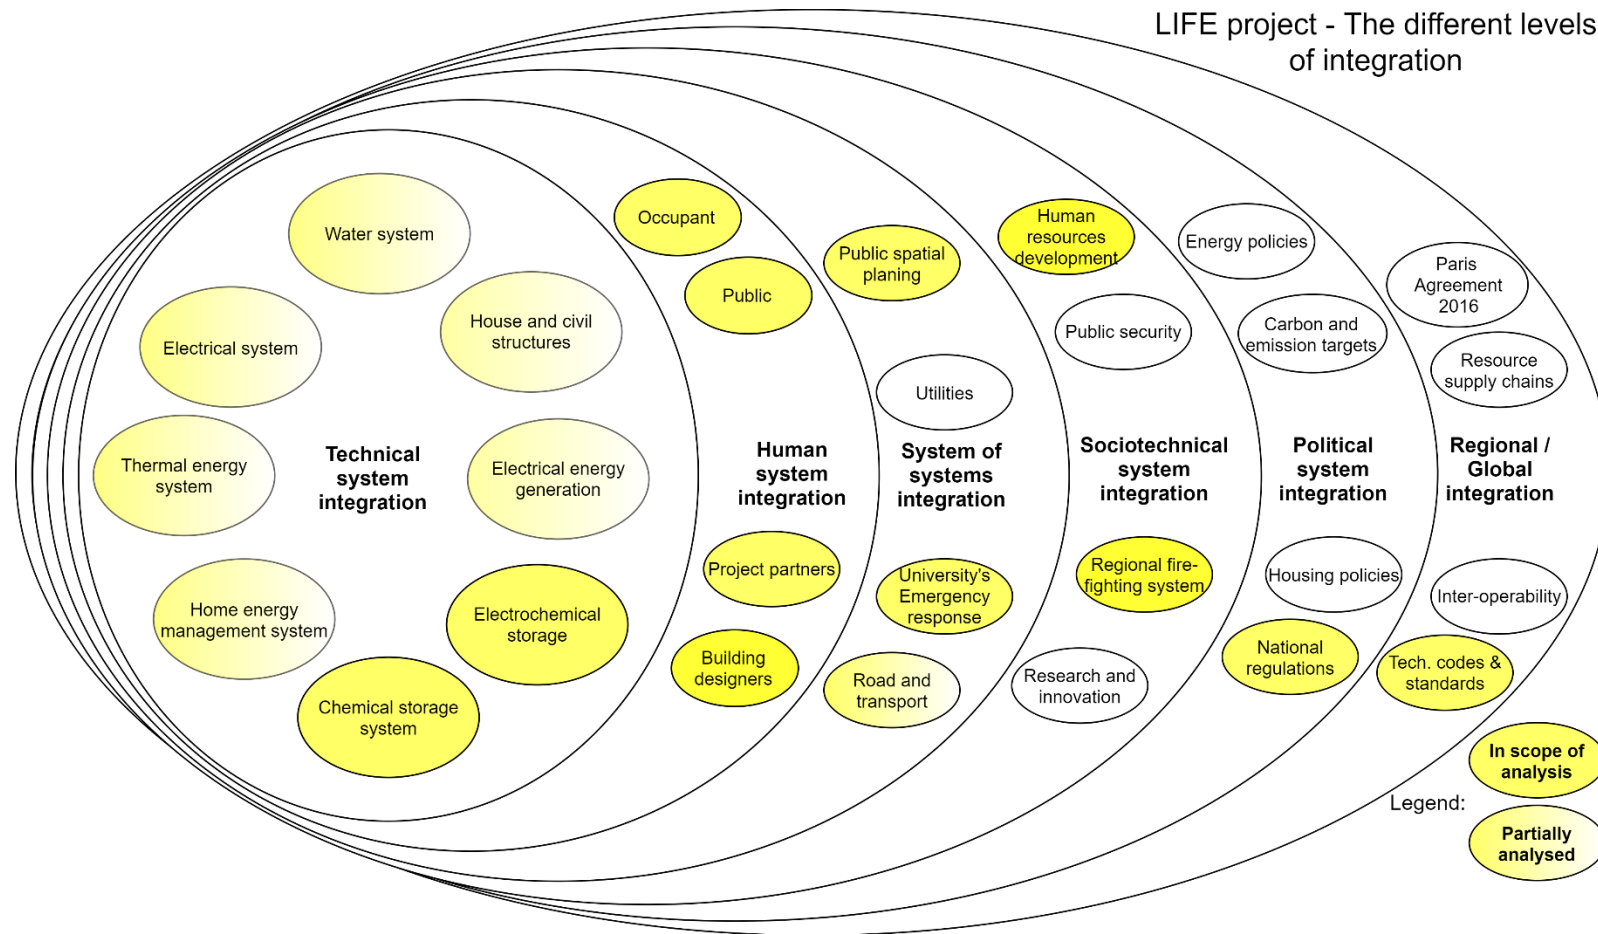 LIFE project - The different levels
of integration
Water system
House and civil
structures
Electrical system
Thermal energy
system
Technical
system
integration
Electrical energy
generation
Home energy
management system
Electrochemical
storage
Chemical storage
system
Occupant
Public
Human
system
integration
Project partners
Building
designers
Public spatial
planing
Utilities
System of
systems
integration
University's
Emergency
response
Road and
transport
Human
resources
development
Public security
Sociotechnical
system
integration
Regional fire-
fighting system
Research and
innovation
Energy policies
Carbon and
emission targets
Political
system
integration
Housing policies
National
regulations
Paris
Agreement
2016
Resource
supply chains
Regional /
Global
integration
Inter-operability
Tech. codes &
standards
Legend:
In scope of
analysis
Partially
analysed